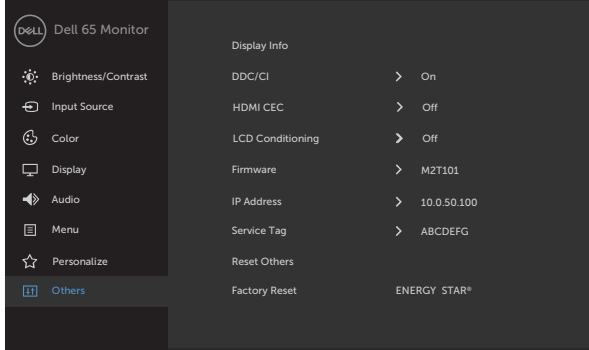 DELL Dell 65 Monitor
Display Info
Brightness/Contrast DDC/CI > On
Input Source HDMI CEC > Off
Color LCD Conditioning > Off
Display Firmware > M2T101
Audio IP Address > 10.0.50.100
Menu Service Tag > ABCDEFG
Personalize Reset Others
Others Factory Reset ENERGY STAR®